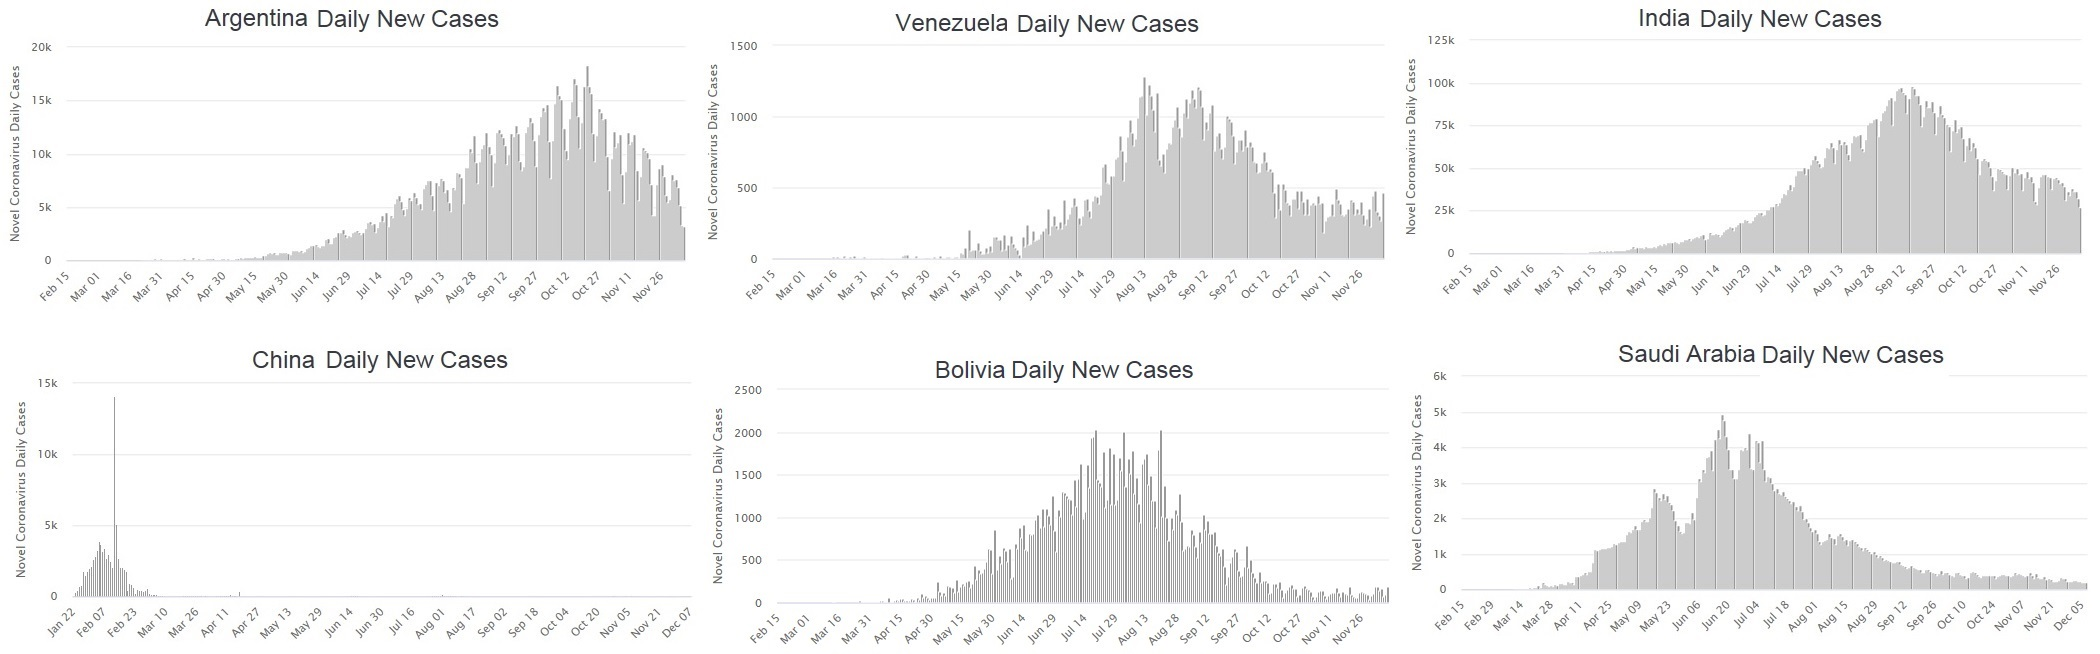 Argentina Daily New Cases
Novel Coronavirus Daily Cases
20k
15k
10k
5k
0
Feb 15
Mar 01
Mar 16
Mar 31
Apr 15
Apr 30
May 15
May 30
Jun 14
Jun 29
Jul 14
Jul 29
Aug 13
Aug 28
Sep 12
Sep 27
Oct 12
Oct 27
Nov 11
Nov 26
Venezuela Daily New Cases
Novel Coronavirus Daily Cases
1500
1000
500
0
Feb 15
Mar 01
Mar 16
Mar 31
Apr 15
Apr 30
May 15
May 30
Jun 14
Jun 29
Jul 14
Jul 29
Aug 13
Aug 28
Sep 12
Sep 27
Oct 12
Oct 27
Nov 11
Nov 26
India Daily New Cases
Novel Coronavirus Daily Cases
125k
100k
75k
50k
25k
0
Feb 15
Mar 01
Mar 16
Mar 31
Apr 15
Apr 30
May 15
May 30
Jun 14
Jun 29
Jul 14
Jul 29
Aug 13
Aug 28
Sep 12
Sep 27
Oct 12
Oct 27
Nov 11
Nov 26
China Daily New Cases
Novel Coronavirus Daily Cases
15k
10k
5k
0
Jan 22
Feb 07
Feb 23
Mar 10
Mar 26
Apr 11
Apr 27
May 13
May 29
Jun 14
Jun 30
Jul 16
Aug 01
Aug 17
Sep 02
Sep 18
Oct 04
Oct 20
Nov 05
Nov 21
Dec 07
Bolivia Daily New Cases
Novel Coronavirus Daily Cases
2500
2000
1500
1000
500
0
Feb 15
Mar 01
Mar 16
Mar 31
Apr 15
Apr 30
May 15
May 30
Jun 14
Jun 29
Jul 14
Jul 29
Aug 13
Aug 28
Sep 12
Sep 27
Oct 12
Oct 27
Nov 11
Nov 26
Saudi Arabia Daily New Cases
Novel Coronavirus Daily Cases
6k
5k
4k
3k
2k
1k
0
Feb 15
Feb 29
Mar 14
Mar 28
Apr 11
Apr 25
May 09
May 23
Jun 06
Jun 20
Jul 04
Jul 18
Aug 01
Aug 15
Aug 29
Sep 12
Sep 26
Oct 10
Oct 24
Nov 07
Nov 21
Dec 05